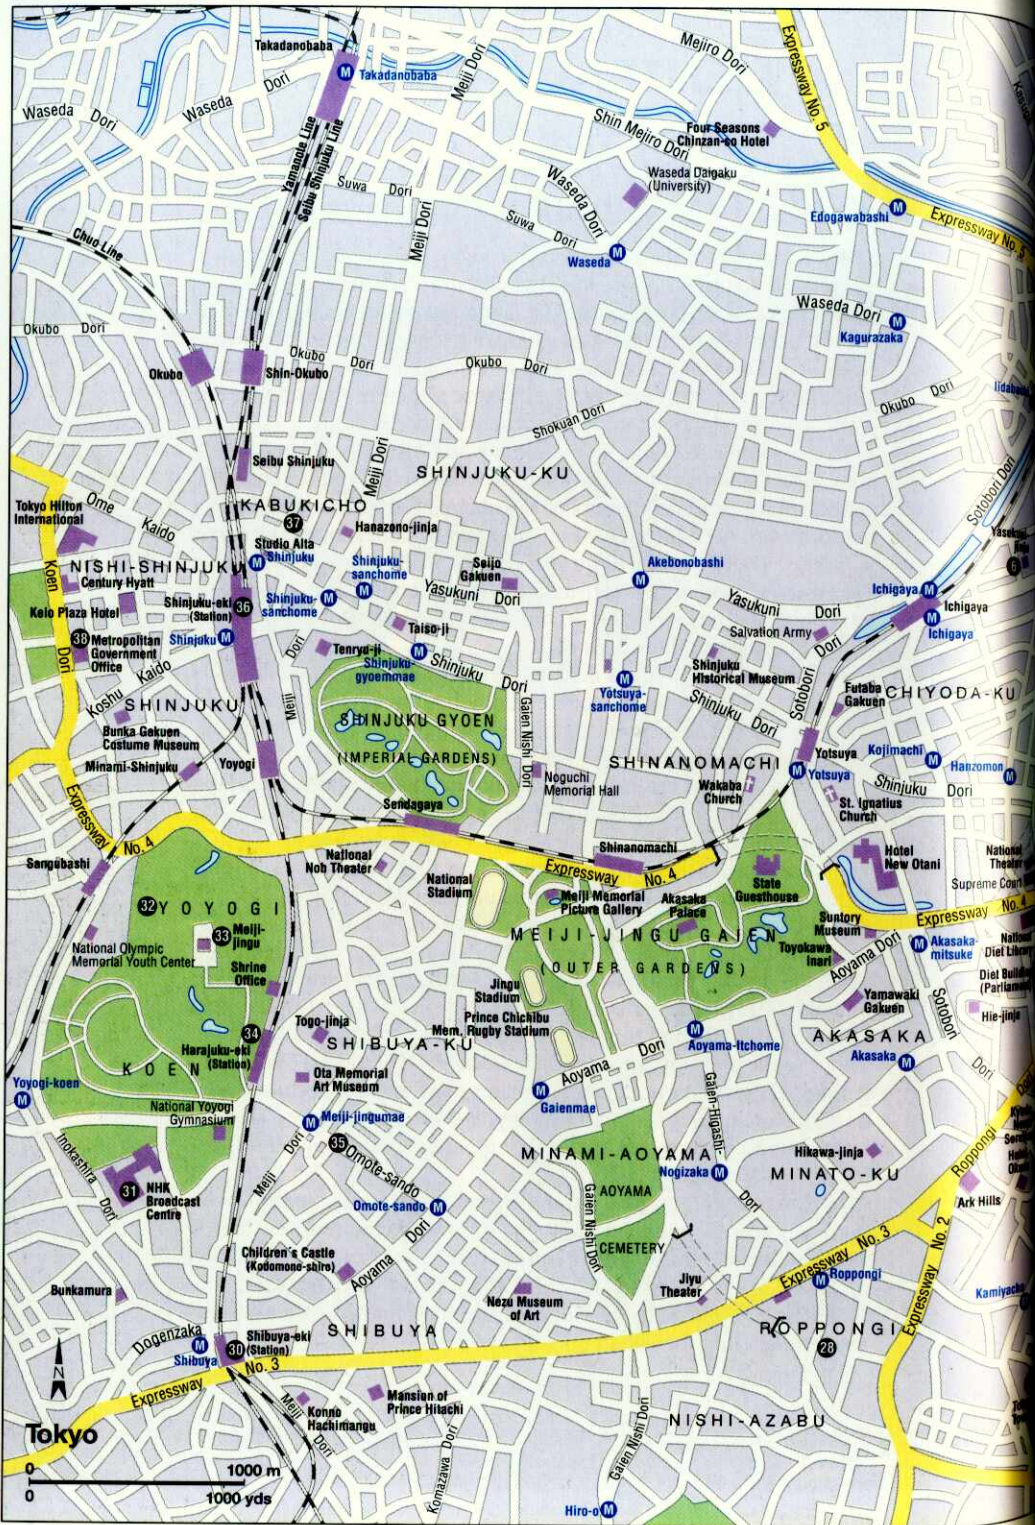 Takadanobaba
Takadanobaba
Meiji Dori
Mejiro Dori
Expressway No. 5
Waseda Dori
Waseda Dori
Shin Mejiro Dori
Four Seasons
Chinzan-so Hotel
Yamanote Line
Seibu Shinjuku Line
Suwa Dori
Waseda Dori
Waseda Daigaku
(University)
Edogawabashi
Expressway No.
Meiji Dori
Suwa Dori
Waseda
Chuo Line
Waseda Dori
Kagurazaka
Okubo Dori
Okubo
Okubo Dori
Shin-Okubo
Okubo Dori
Okubo Dori
Shokuan Dori
Seibu Shinjuku
Meiji Dori
SHINJUKU-KU
Sotobori Dori
Tokyo Hilton
International
Ome Kaido
KABUKICHO
37
Studio Alta
Shinjuku
Hanazono-jinja
Koen Dori
NISHI-SHINJUKU
Century Hyatt
Shinjuku-
sanchome
Seijo
Gakuen
Akebonobashi
6
Keio Plaza Hotel
Shinjuku-eki
(Station)
36
Shinjuku-
sanchome
Yasukuni Dori
Yasukuni Dori
Ichigaya
Ichigaya
Ichigaya
38
Metropolitan
Government
Office
Shinjuku
Taiso-ji
Salvation Army
Koshu Kaido
Dori
Tenryu-ji
Shinjuku-
gyoemmae
Shinjuku Dori
Yotsuya-
sanchome
Shinjuku
Historical Museum
Shinjuku Dori
Sotobori Dori
Futaba
Gakuen
CHIYODA-KU
SHINJUKU
Meiji
SHINJUKU GYOEN
(IMPERIAL GARDENS)
Gaien Nishi Dori
Bunka Gakuen
Costume Museum
Minami-Shinjuku
Yoyogi
Sendagaya
Noguchi
Memorial Hall
SHINANOMACHI
Wakaba
Church
Yotsuya
Yotsuya
Kojimachi
Hanzomon
Shinjuku Dori
St. Ignatius
Church
Expressway No. 4
Sangubashi
National
Noh Theater
National
Stadium
Shinanomachi
Expressway No. 4
Meiji Memorial
Picture Gallery
Akasaka
Palace
State
Guesthouse
Hotel
New Otani
National
Supreme Court
Expressway No. 4
32
YOYOGI
33
Meiji-
jingu
National Olympic
Memorial Youth Center
Shrine
Office
MEIJI-JINGU GAIEN
(OUTER GARDENS)
Suntory
Museum
Toyokawa
Inari
Aoyama Dori
Akasaka-
mitsuke
Jingu
Stadium
Prince Chichibu
Mem. Rugby Stadium
Yamawaki
Gakuen
Sotobori Dori
Hie-jinja
34
Harajuku-eki
(Station)
KOEN
Togo-jinja
SHIBUYA-KU
Aoyama-Itchome
AKASAKA
Akasaka
Yoyogi-koen
Ota Memorial
Art Museum
Aoyama Dori
Gaienmae
Gaien-Higashi-
Dori
National Yoyogi
Gymnasium
Meiji-jingumae
35
Omote-sando
Inokashira Dori
31
NHK
Broadcast
Centre
Meiji Dori
MINAMI-AOYAMA
Nogizaka
Hikawa-jinja
MINATO-KU
Roppongi
Ark Hills
Omote-sando
AOYAMA
CEMETERY
Gaien Nishi Dori
Children's Castle
(Kodomono-shiro)
Aoyama Dori
Bunkamura
Nezu Museum
of Art
Jiyu
Theater
Expressway No. 3
Roppongi
Expressway No. 2
Dogenzaka
Shibuya
30
Shibuya-eki
(Station)
SHIBUYA
ROPPONGI
28
N
Expressway No. 3
Konno
Hachimangu
Meiji Dori
Mansion of
Prince Hitachi
Komazawa Dori
Gaien Nishi Dori
NISHI-AZABU
Tokyo
0 1000 m
0 1000 yds
Hiro-o